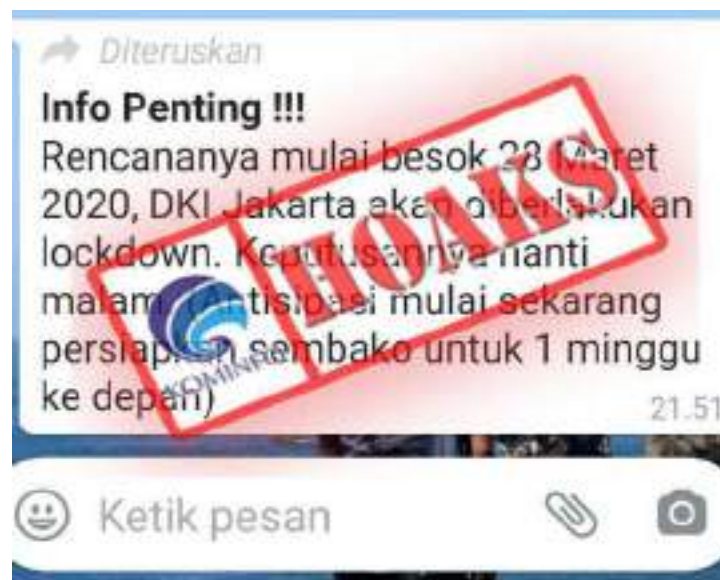 Diteruskan
Info Penting !!!
Rencananya mulai besok 28 Maret
2020, DKI Jakarta akan diberlakukan
lockdown. Keputusannya nanti
malam. (Antisipasi mulai sekarang
persiapkan sembako untuk 1 minggu
ke depan)
21.51
HOAKS
KOMINFO
Ketik pesan